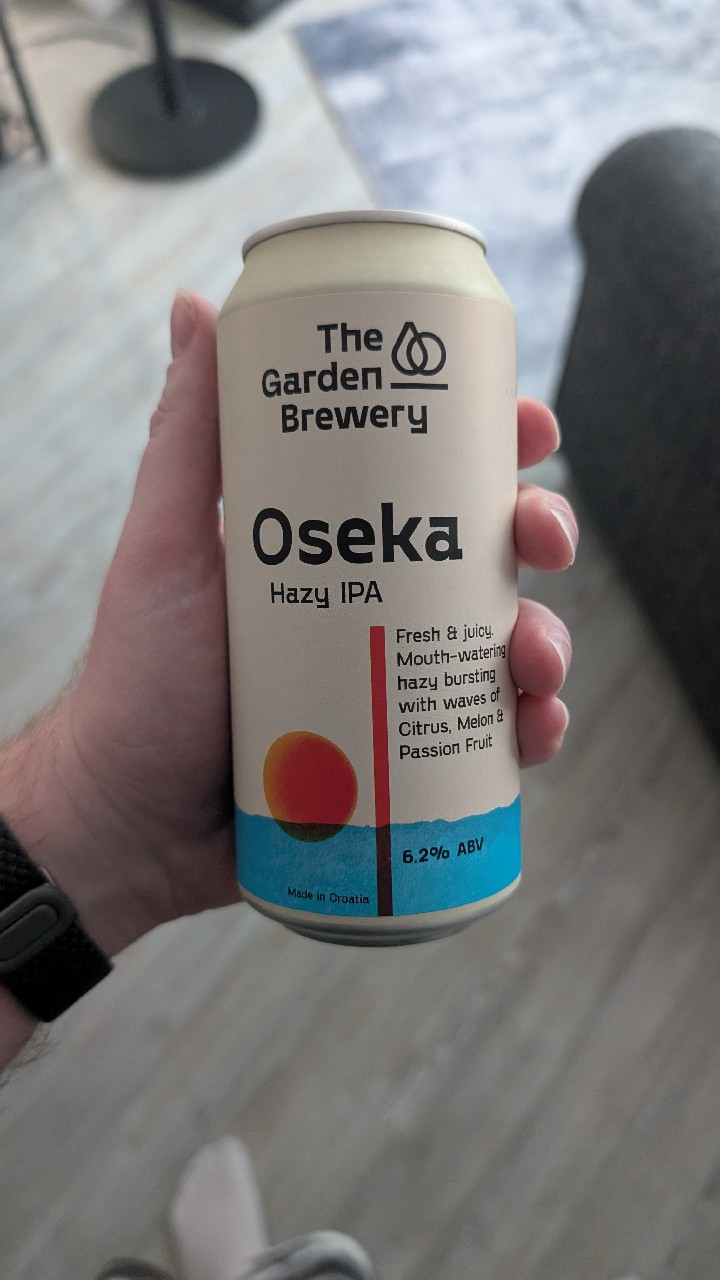 The
Garden
Brewery
Oseka
Hazy IPA
Fresh & juicy.
Mouth-watering
hazy bursting
with waves of
Citrus, Melon &
Passion Fruit
6.2% ABV
Made in Croatia